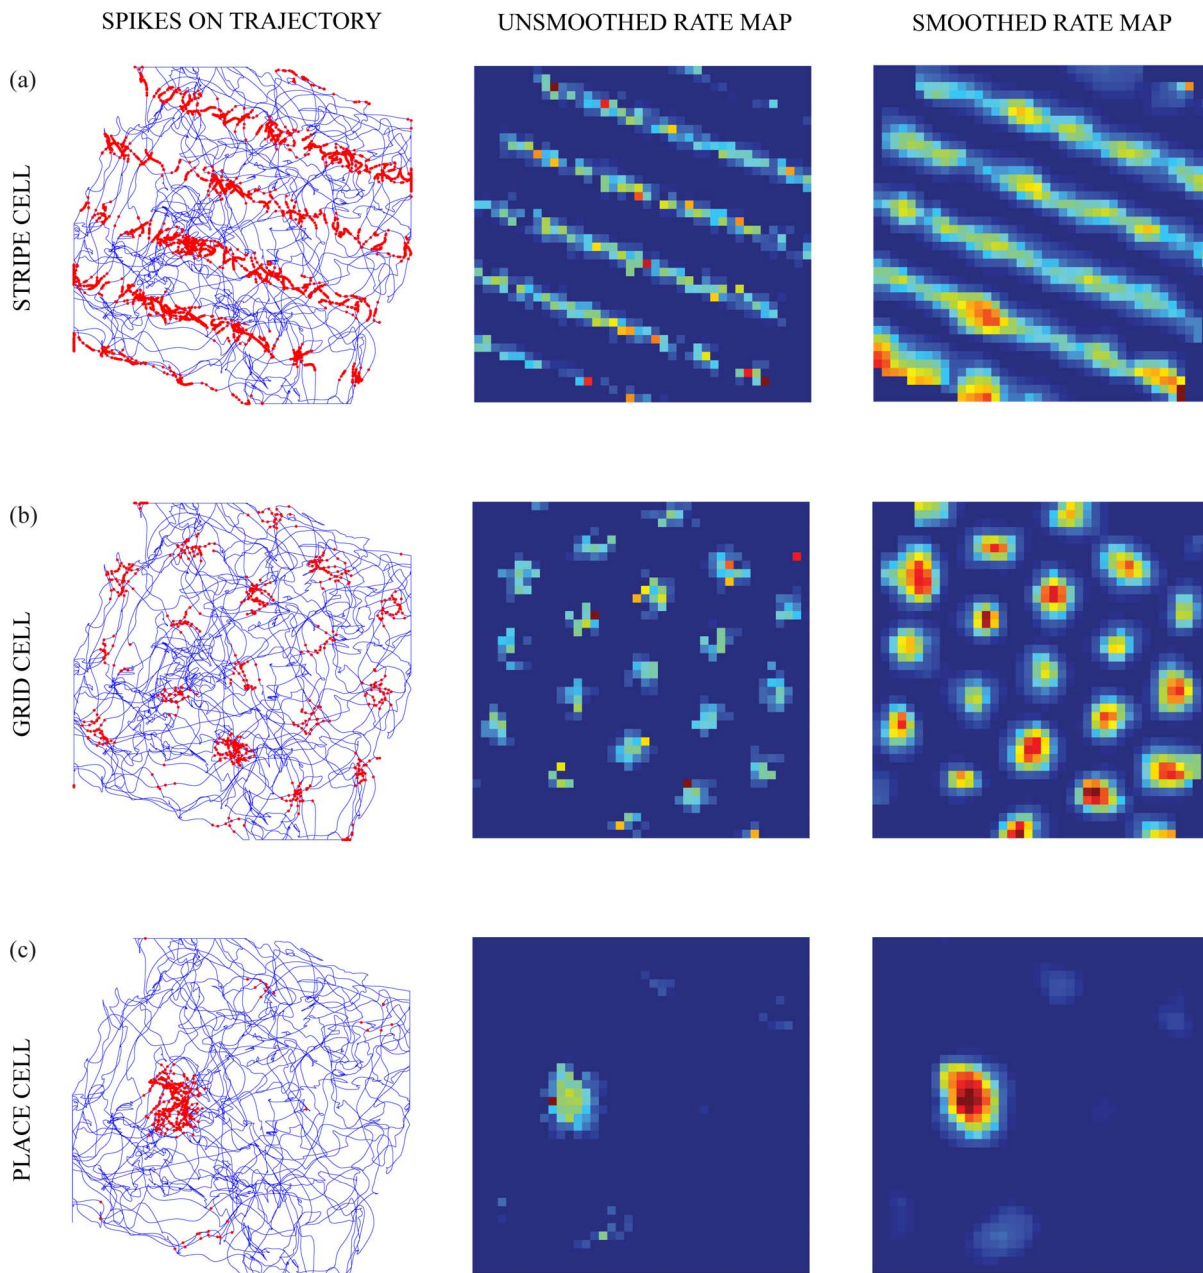 SPIKES ON TRAJECTORY
UNSMOOTHED RATE MAP
SMOOTHED RATE MAP
(a)
STRIPE CELL
(b)
GRID CELL
(c)
PLACE CELL